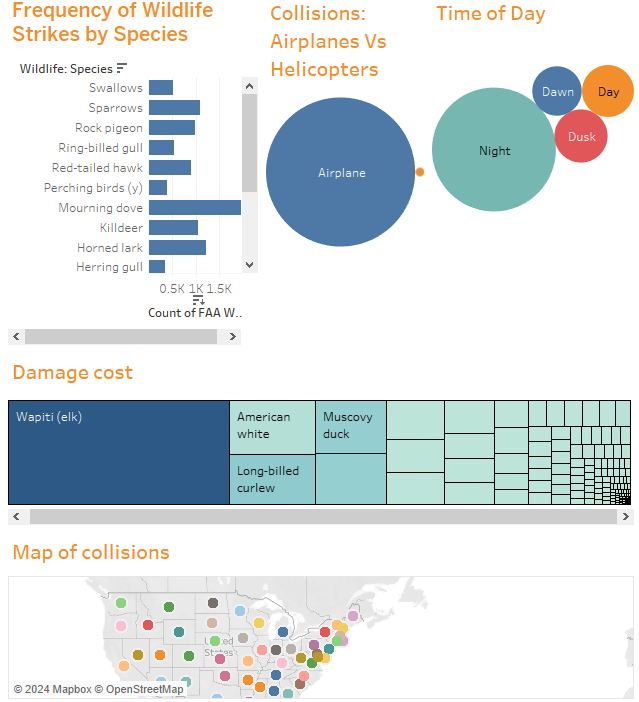 Frequency of Wildlife
Strikes by Species
Wildlife: Species
Swallows
Sparrows
Rock pigeon
Ring-billed gull
Red-tailed hawk
Perching birds (y)
Mourning dove
Killdeer
Horned lark
Herring gull
0.5K 1K 1.5K
Count of FAA W..
Collisions:
Airplanes Vs
Helicopters
Airplane
Time of Day
Dawn
Day
Dusk
Night
Damage cost
Wapiti (elk)
American
white
Long-billed
curlew
Muscovy
duck
Map of collisions
United
States
© 2024 Mapbox © OpenStreetMap